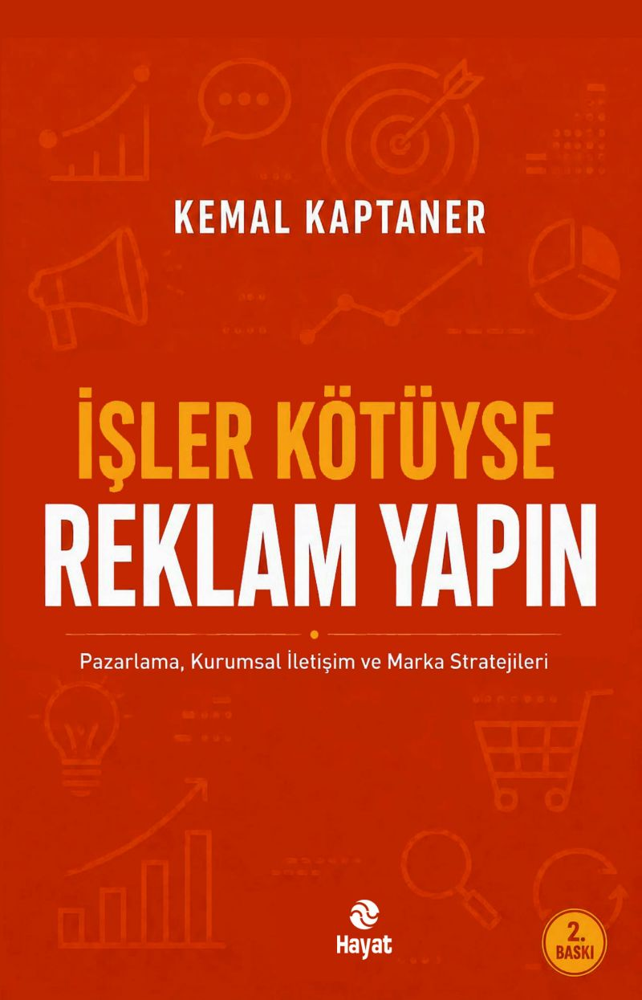 KEMAL KAPTANER
İŞLER KÖTÜYSE
REKLAM YAPIN
Pazarlama, Kurumsal İletişim ve Marka Stratejileri
Hayat
2.
BASKI